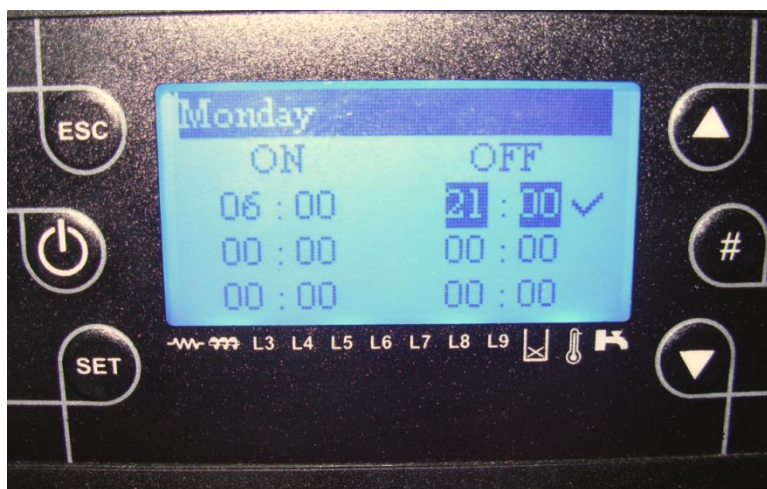 ESC
Monday
ON OFF
06 : 00 21 : 00 ✓
00 : 00 00 : 00
#
00 : 00 00 : 00
L3 L4 L5 L6 L7 L8 L9
SET